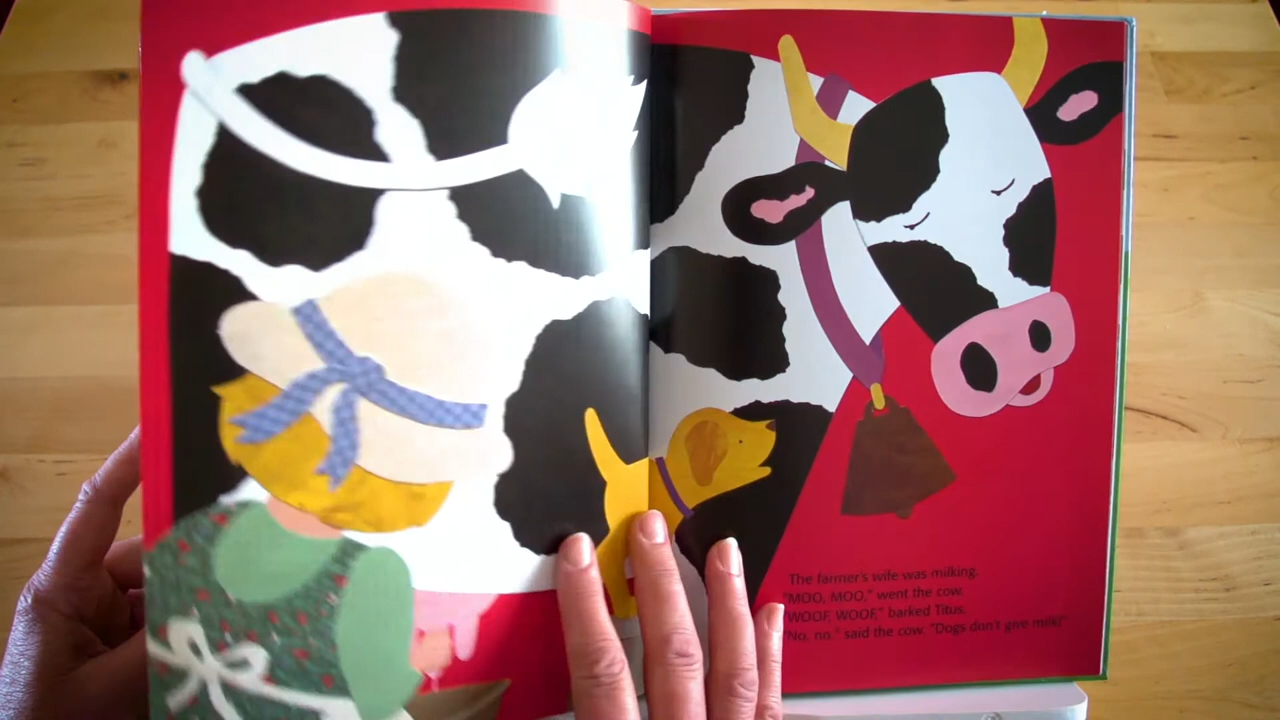 The farmer's wife was milking.
"MOO, MOO," went the cow.
"WOOF, WOOF," barked Titus.
"No, no," said the cow. "Dogs don't give milk!"